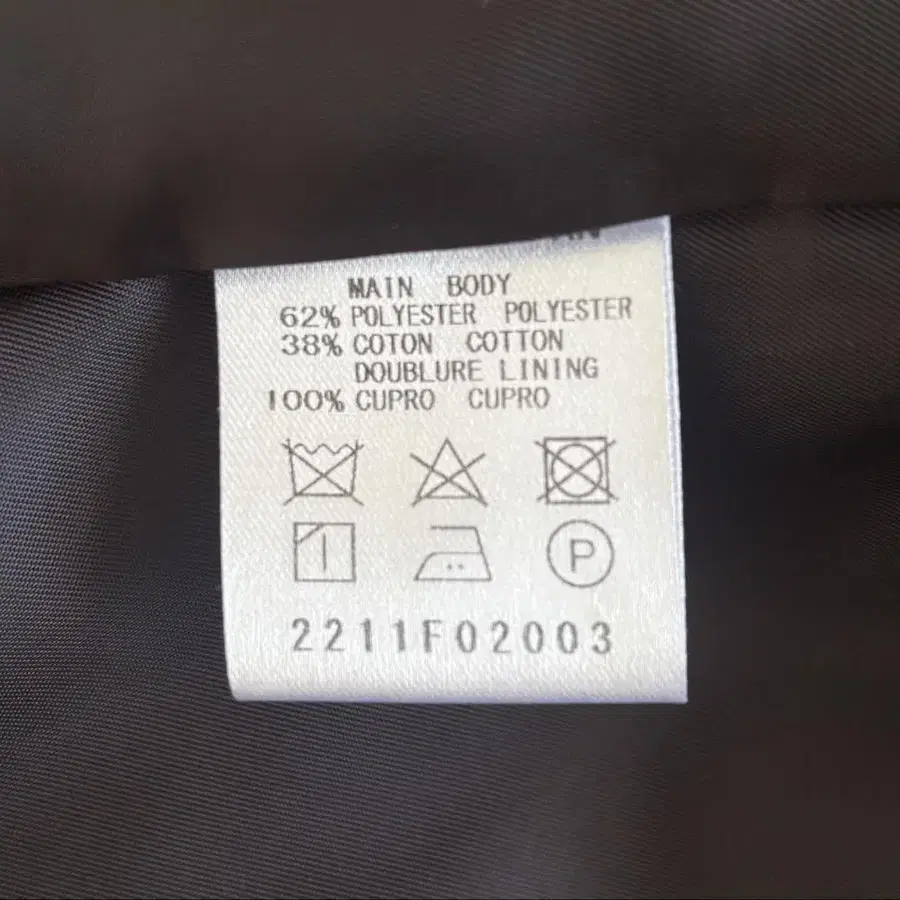 MAIN BODY
62% POLYESTER POLYESTER
38% COTON COTTON
DOUBLURE LINING
100% CUPRO CUPRO
P
2211F02003